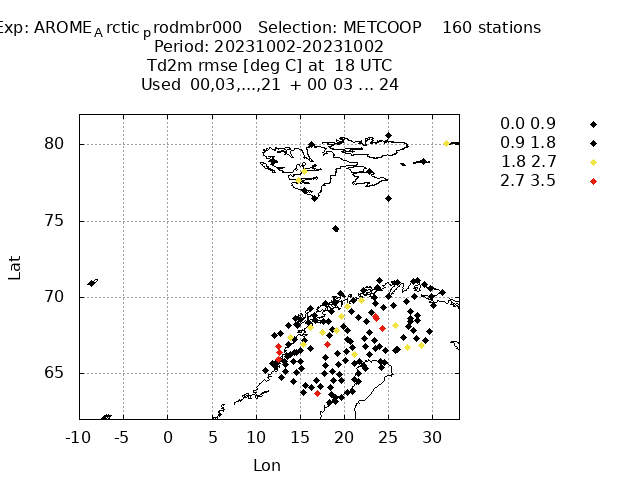 Exp: AROME_Arctic_prodmbr000 Selection: METCOOP 160 stations
Period: 20231002-20231002
Td2m rmse [deg C] at 18 UTC
Used 00,03,...,21 + 00 03 ... 24
0.0 0.9
0.9 1.8
1.8 2.7
2.7 3.5
80
75
70
65
Lat
-10 -5 0 5 10 15 20 25 30
Lon